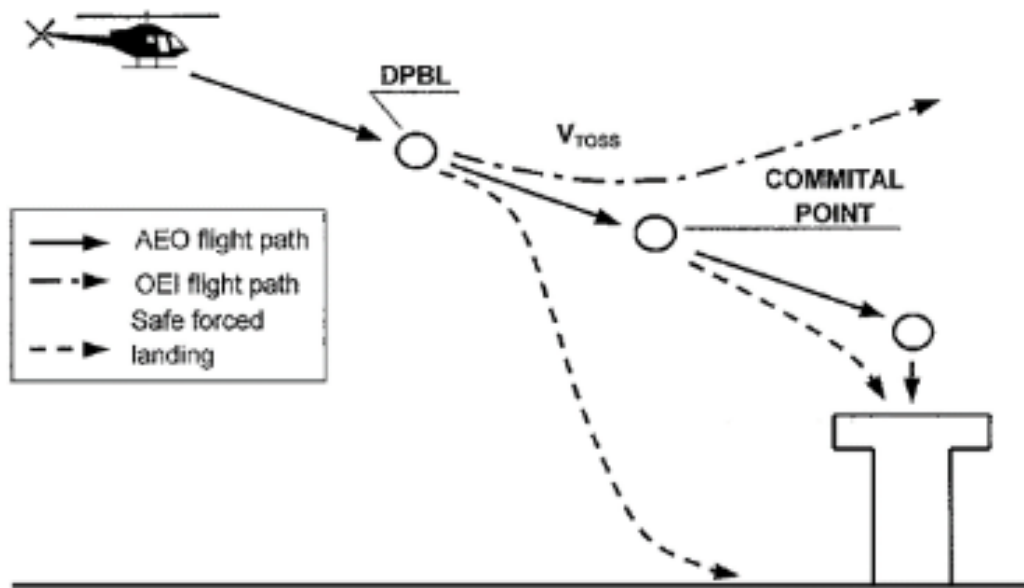 DPBL
VTOSS
COMMITAL
POINT
AEO flight path
OEI flight path
Safe forced
landing